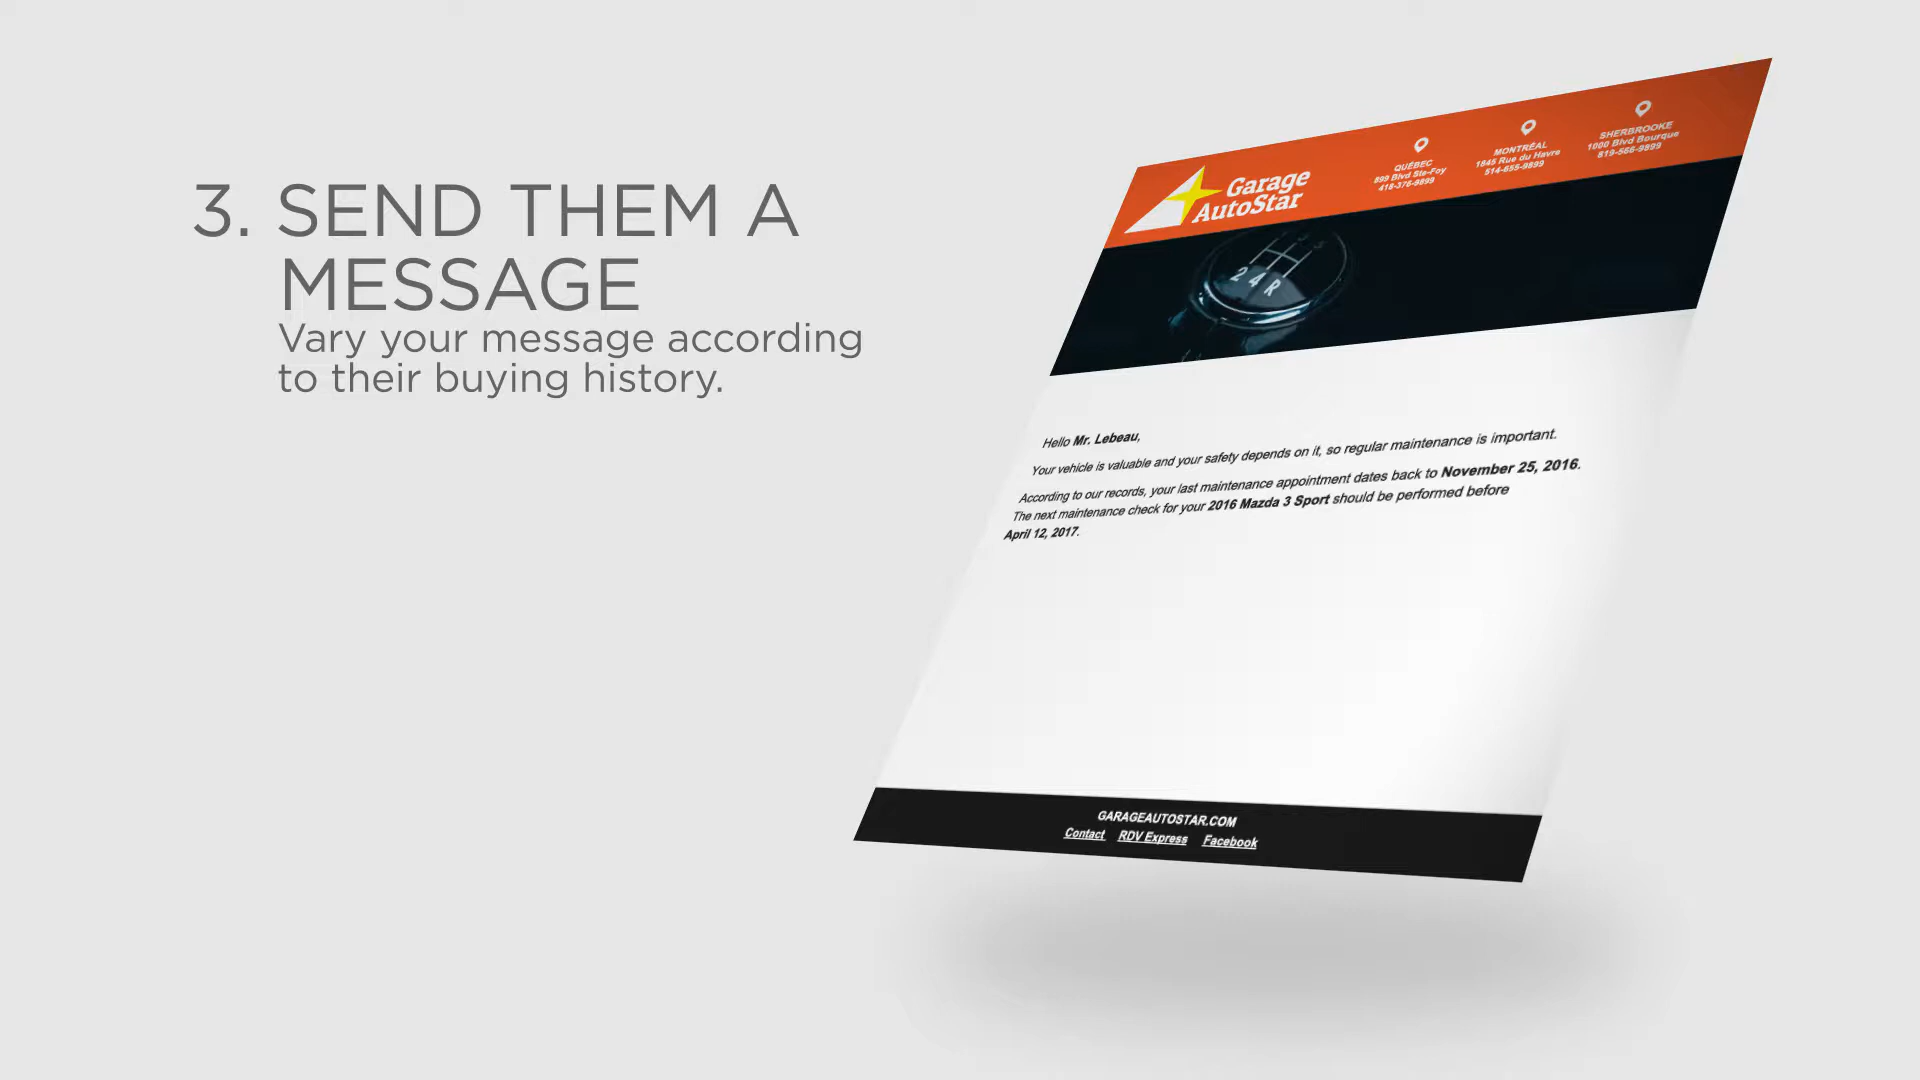 3. SEND THEM A
MESSAGE
Vary your message according
to their buying history.
Garage
AutoStar
QUÉBEC
899 Blvd Ste-Foy
418-376-9899
MONTRÉAL
1845 Rue du Havre
514-655-9899
SHERBROOKE
1000 Blvd Bourque
819-566-9899
2 4 R
Hello Mr. Lebeau,
Your vehicle is valuable and your safety depends on it, so regular maintenance is important.
According to our records, your last maintenance appointment dates back to November 25, 2016.
The next maintenance check for your 2016 Mazda 3 Sport should be performed before
April 12, 2017.
GARAGEAUTOSTAR.COM
Contact RDV Express Facebook